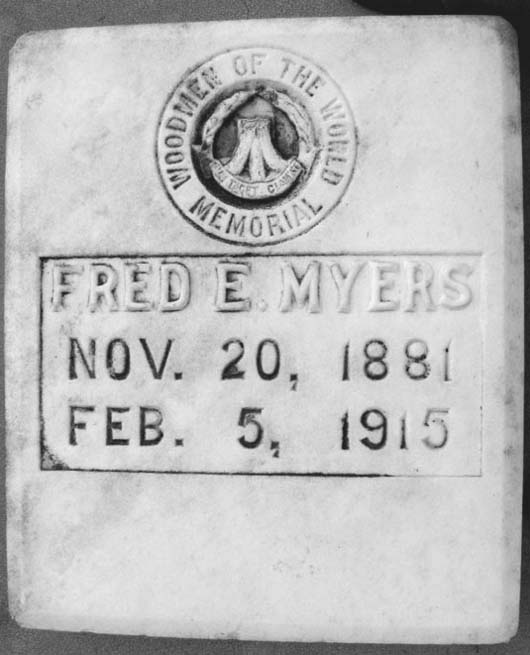 WOODMEN OF THE WORLD
MEMORIAL
FRED E. MYERS
NOV. 20, 1881
FEB. 5, 1915